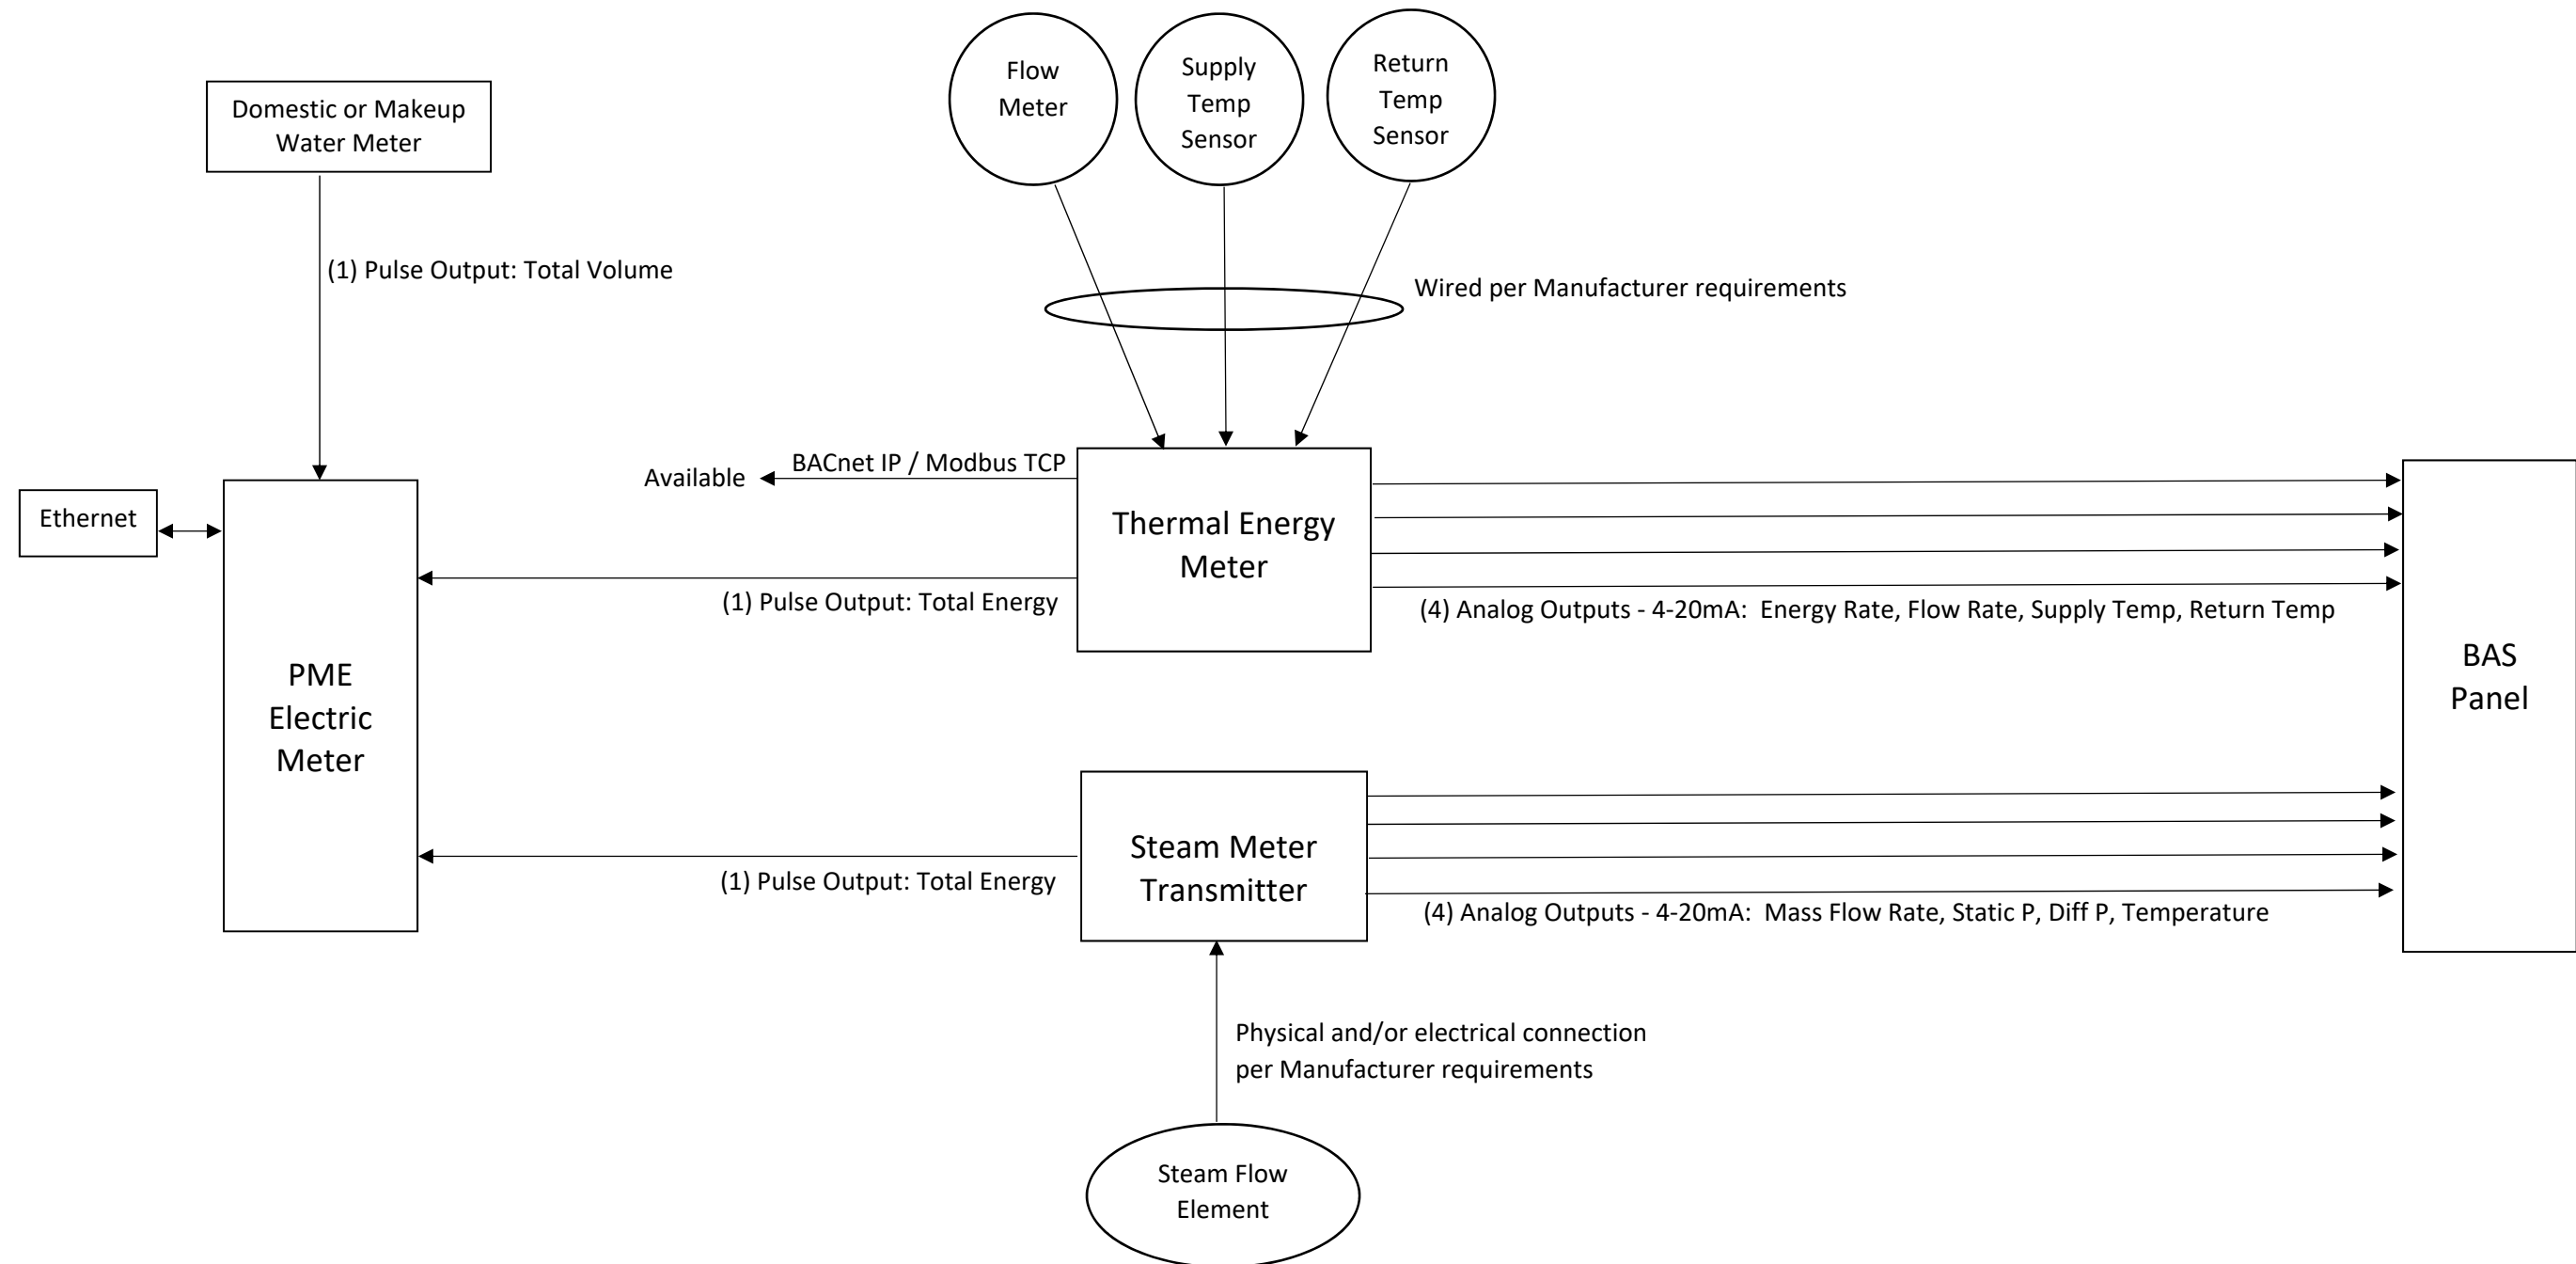 Flow
Meter
Supply
Temp
Sensor
Return
Temp
Sensor
Domestic or Makeup
Water Meter
(1) Pulse Output: Total Volume
Wired per Manufacturer requirements
Ethernet
Available
BACnet IP / Modbus TCP
Thermal Energy
Meter
(1) Pulse Output: Total Energy
(4) Analog Outputs - 4-20mA:  Energy Rate, Flow Rate, Supply Temp, Return Temp
PME
Electric
Meter
BAS
Panel
Steam Meter
Transmitter
(1) Pulse Output: Total Energy
(4) Analog Outputs - 4-20mA:  Mass Flow Rate, Static P, Diff P, Temperature
Physical and/or electrical connection
per Manufacturer requirements
Steam Flow
Element